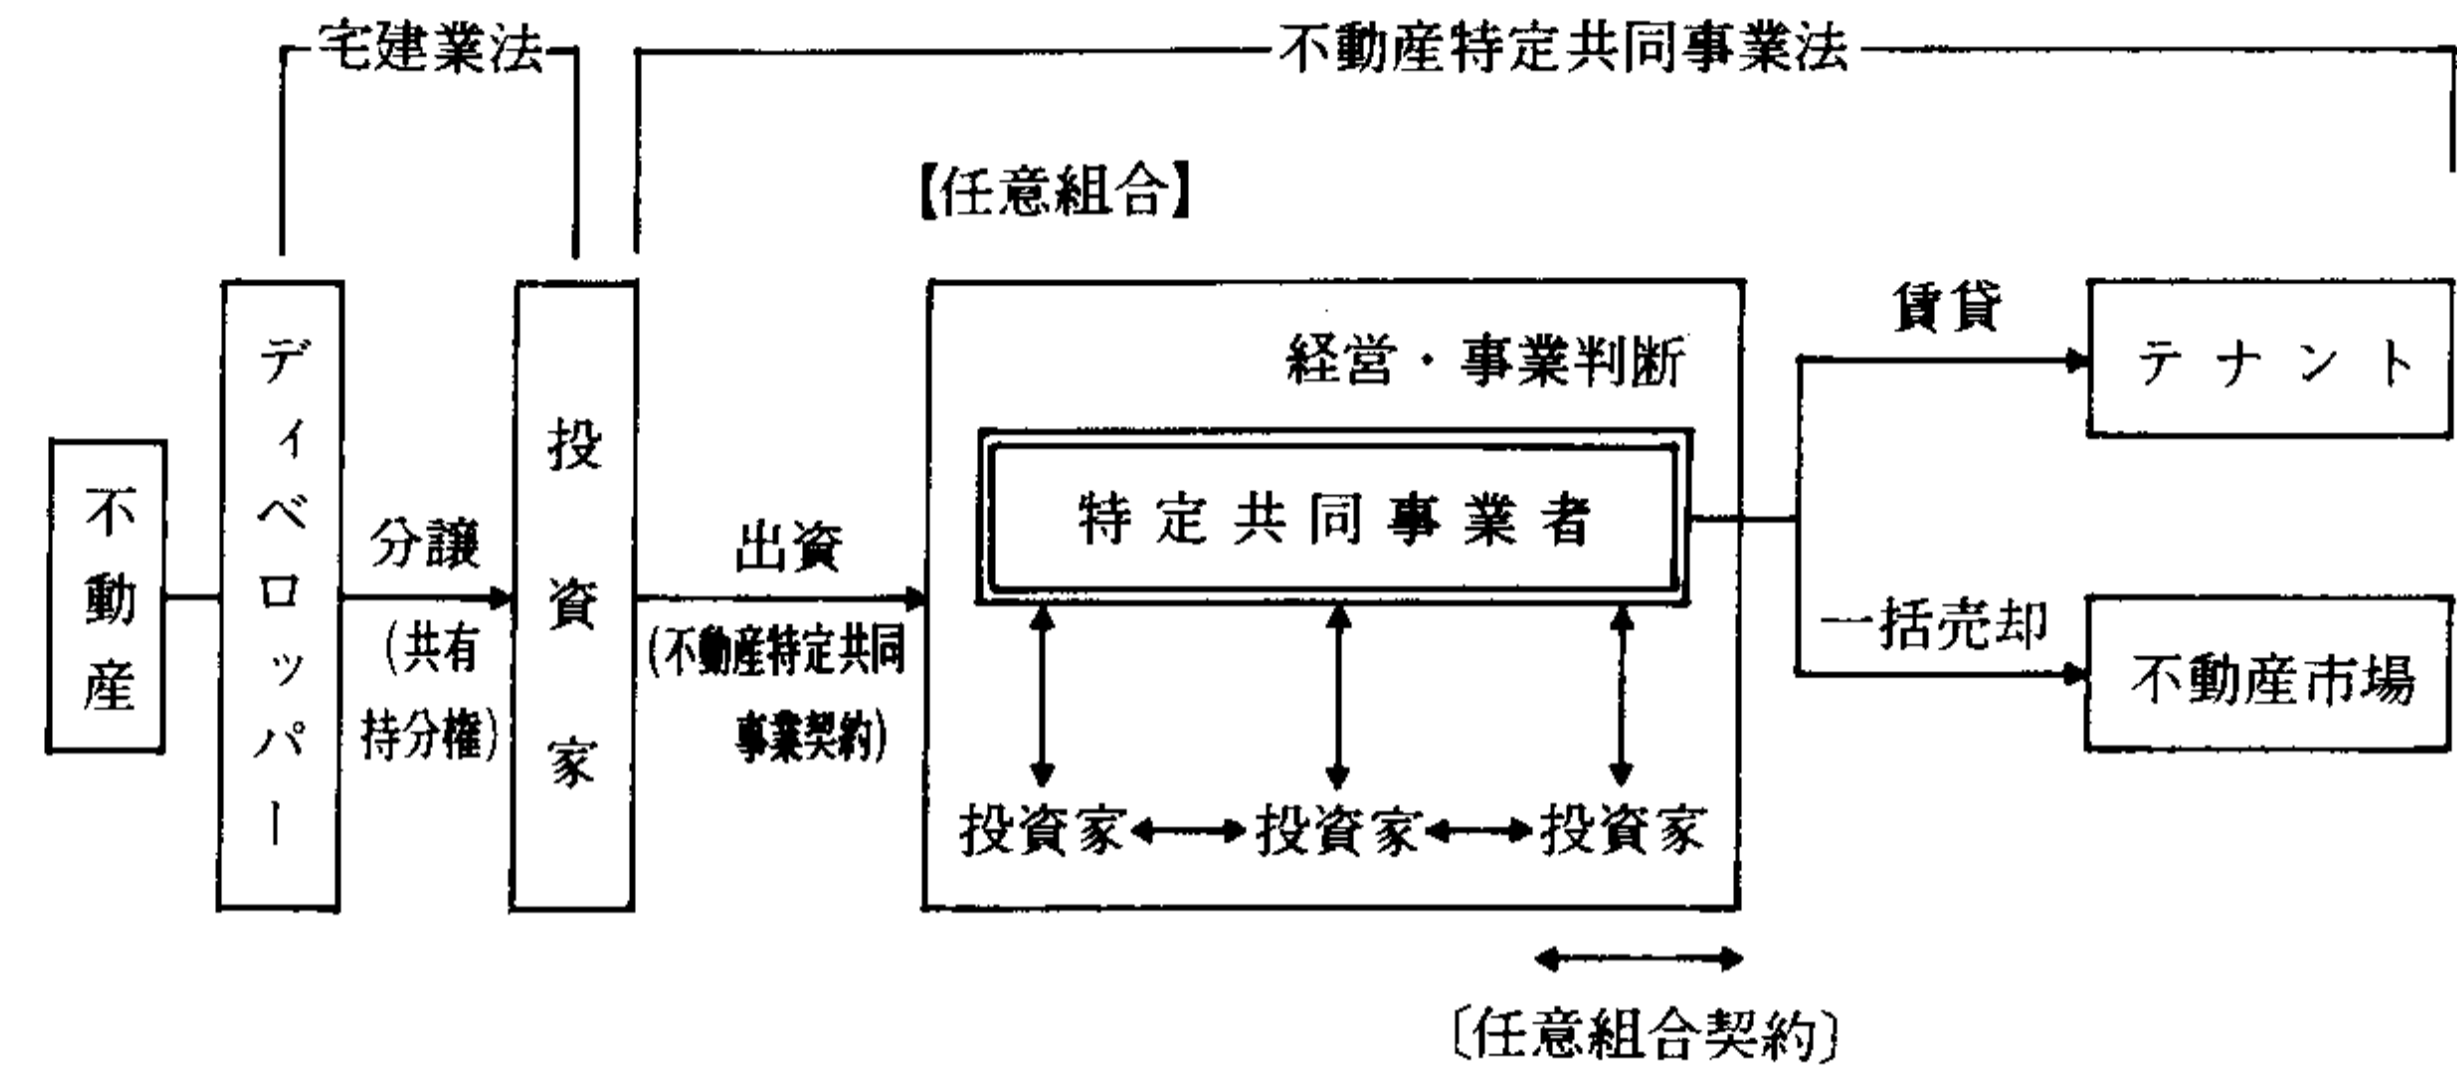 宅建業法
不動産特定共同事業法
【任意組合】
不動産
ディベロッパー
分譲
(共有
持分権)
投資家
出資
(不動産特定共同
事業契約)
経営・事業判断
特定共同事業者
投資家
投資家
投資家
賃貸
テナント
一括売却
不動産市場
〔任意組合契約〕